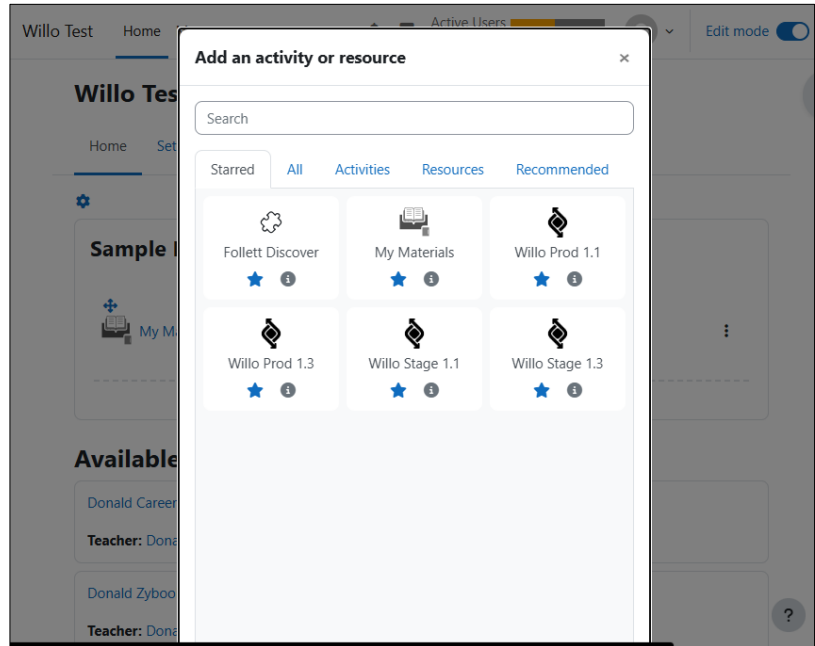 Willo Test Home Active Users Edit mode
Add an activity or resource ×
Willo Tes
Search
Home Set
Starred All Activities Resources Recommended
Sample
Follett Discover My Materials Willo Prod 1.1
My Ma
Willo Prod 1.3 Willo Stage 1.1 Willo Stage 1.3
Available
Donald Career
Teacher: Dona
Donald Zyboo
Teacher: Dona
?